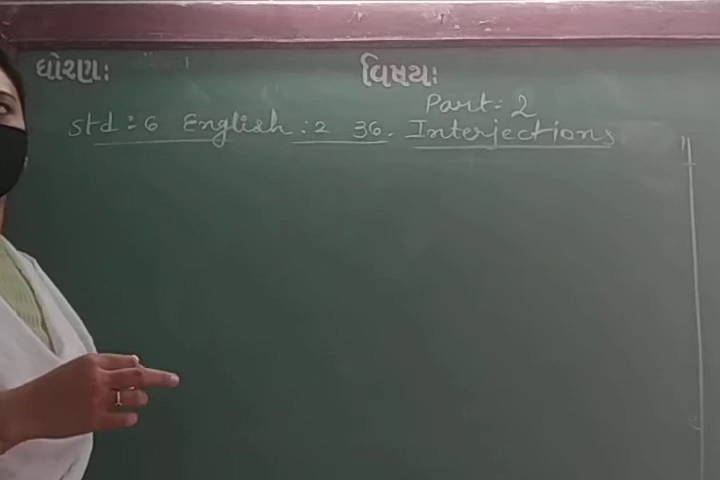 ધોરણ: વિષય:
Part:- 2
std :- 6 English :- 2 36. Interjections